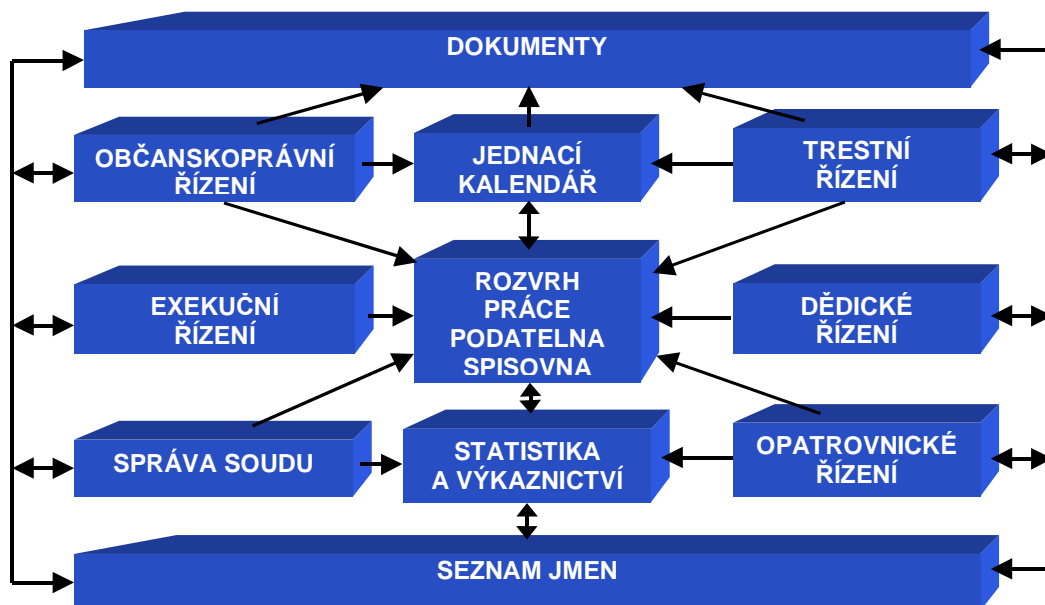 DOKUMENTY
OBČANSKOPRÁVNÍ
ŘÍZENÍ
JEDNACÍ
KALENDÁŘ
TRESTNÍ
ŘÍZENÍ
EXEKUČNÍ
ŘÍZENÍ
ROZVRH
PRÁCE
PODATELNA
SPISOVNA
DĚDICKÉ
ŘÍZENÍ
SPRÁVA SOUDU
STATISTIKA
A VÝKAZNICTVÍ
OPATROVNICKÉ
ŘÍZENÍ
SEZNAM JMEN